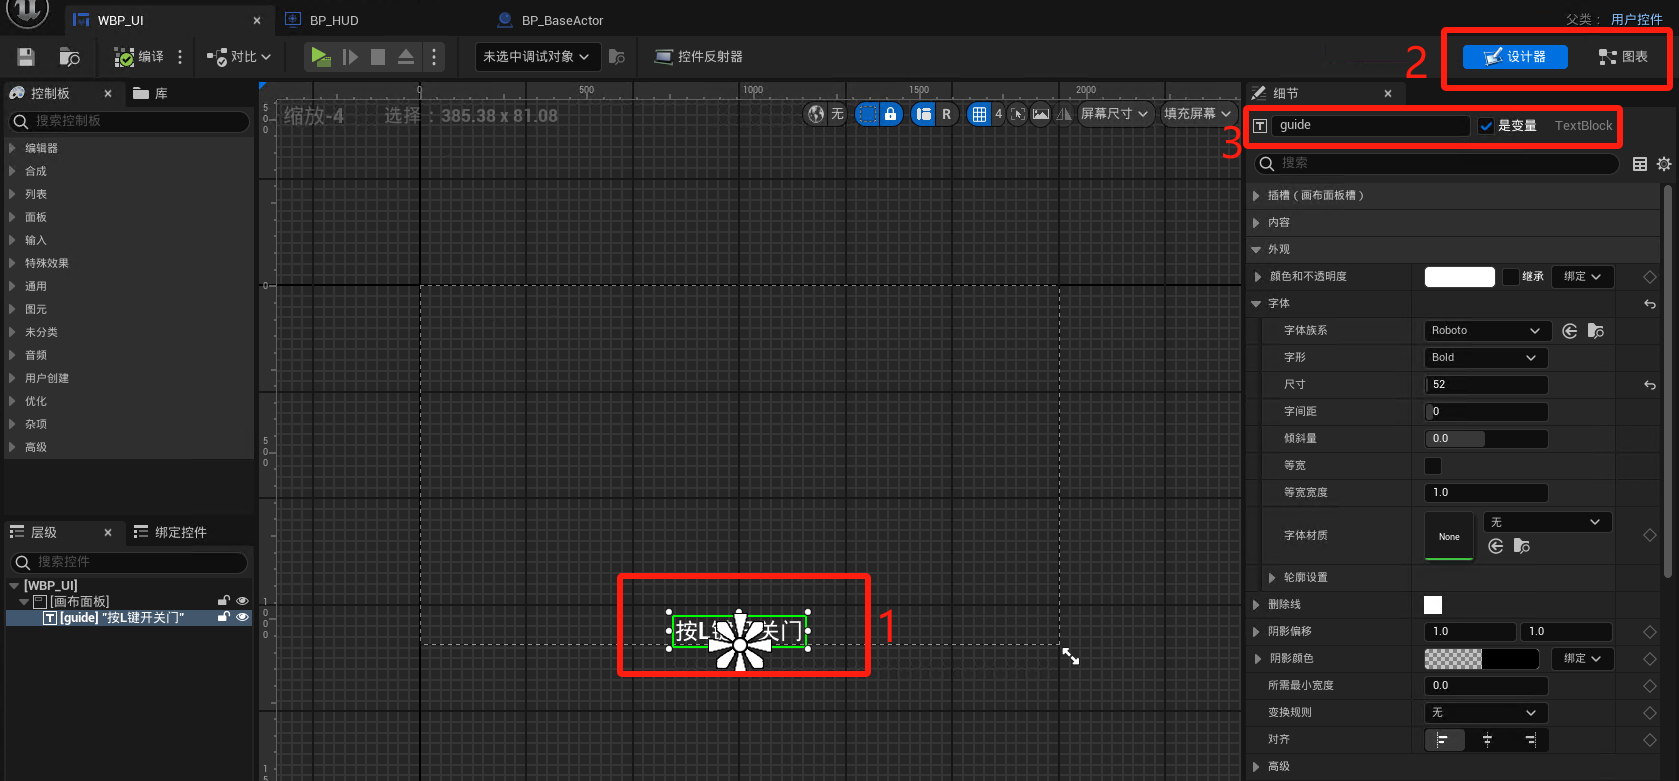 WBP_UI
BP_HUD
BP_BaseActor
父类：
用户控件
编译
对比
未选中调试对象
控件反射器
2
设计器
图表
控制板
库
搜索控制板
编辑器
合成
列表
面板
输入
特殊效果
通用
图元
未分类
音频
用户创建
优化
杂项
高级
层级
绑定控件
搜索控件
[WBP_UI]
[画布面板]
[guide] "按L键开关门"
0
500
1000
1500
2000
缩放-4
选择：385.38 x 81.08
无
R
4
屏幕尺寸
填充屏幕
500
0
500
1000
1
5
按L键开关门
1
细节
3
guide
是变量
TextBlock
搜索
插槽（画布面板槽）
内容
外观
颜色和不透明度
继承
绑定
字体
字体族系
Roboto
字形
Bold
尺寸
52
字间距
0
倾斜量
0.0
等宽
等宽宽度
1.0
字体材质
None
无
轮廓设置
删除线
阴影偏移
1.0
1.0
阴影颜色
绑定
所需最小宽度
0.0
变换规则
无
对齐
高级